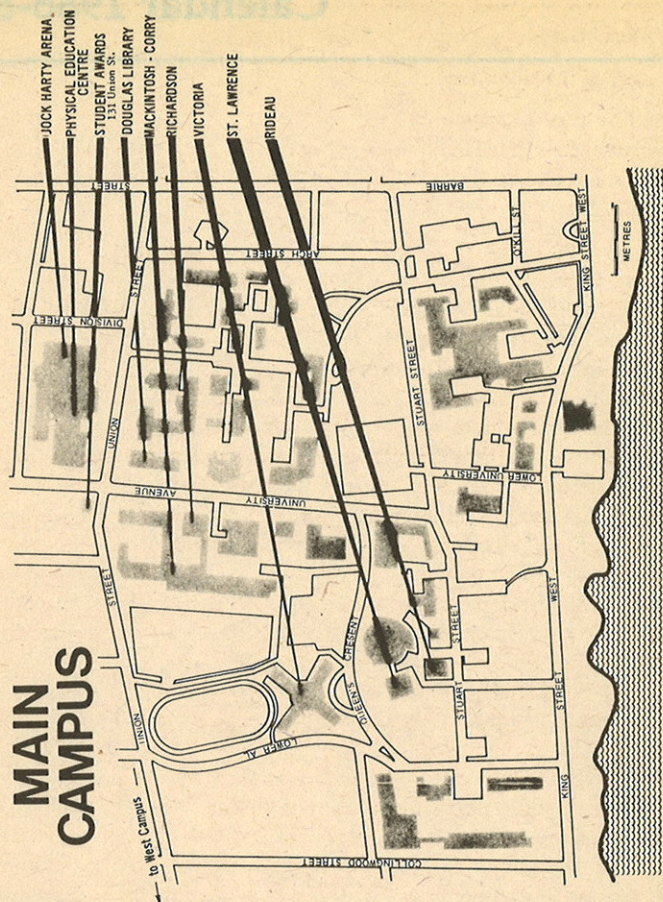 MAIN
CAMPUS
JOCK HARTY ARENA
PHYSICAL EDUCATION
CENTRE
STUDENT AWARDS
131 Union St.
DOUGLAS LIBRARY
MACKINTOSH - CORRY
RICHARDSON
VICTORIA
ST. LAWRENCE
RIDEAU
to West Campus
UNION
STREET
UNION
STREET
DIVISION STREET
STREET
BARRIE
ARCH STREET
UNIVERSITY
AVENUE
QUEEN'S CRESENT
LOWER AL
STUART STREET
STUART
STREET
O'KILL ST
LOWER UNIVERSITY
KING STREET WEST
KING
STREET
WEST
COLLINGWOOD STREET
METRES